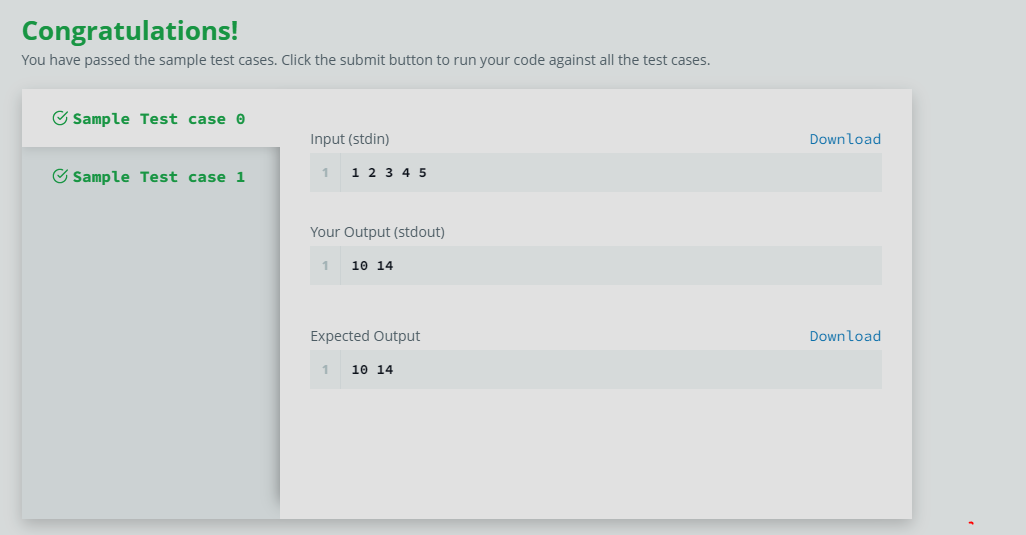 Congratulations!
You have passed the sample test cases. Click the submit button to run your code against all the test cases.
Sample Test case 0
Sample Test case 1
Input (stdin)
Download
1 1 2 3 4 5
Your Output (stdout)
1 10 14
Expected Output
Download
1 10 14